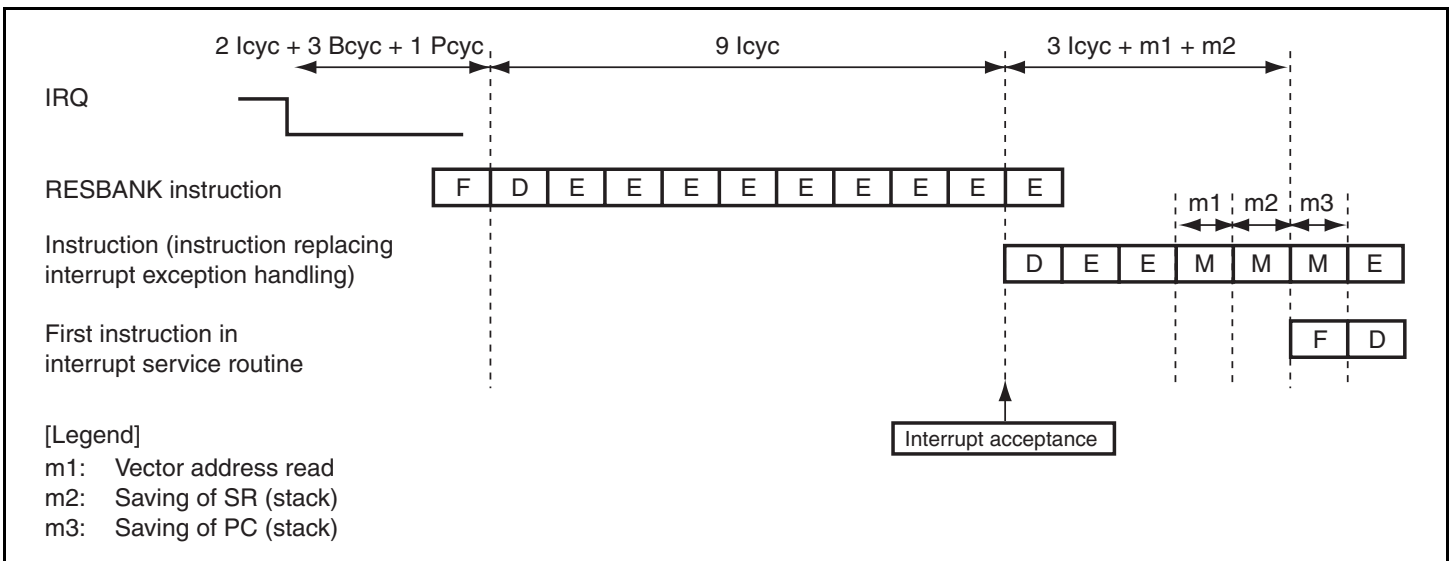 2 Icyc + 3 Bcyc + 1 Pcyc
9 Icyc
3 Icyc + m1 + m2
IRQ
RESBANK instruction
F D E E E E E E E E E
m1 m2 m3
Instruction (instruction replacing
interrupt exception handling)
D E E M M M E
First instruction in
interrupt service routine
F D
Interrupt acceptance
[Legend]
m1: Vector address read
m2: Saving of SR (stack)
m3: Saving of PC (stack)